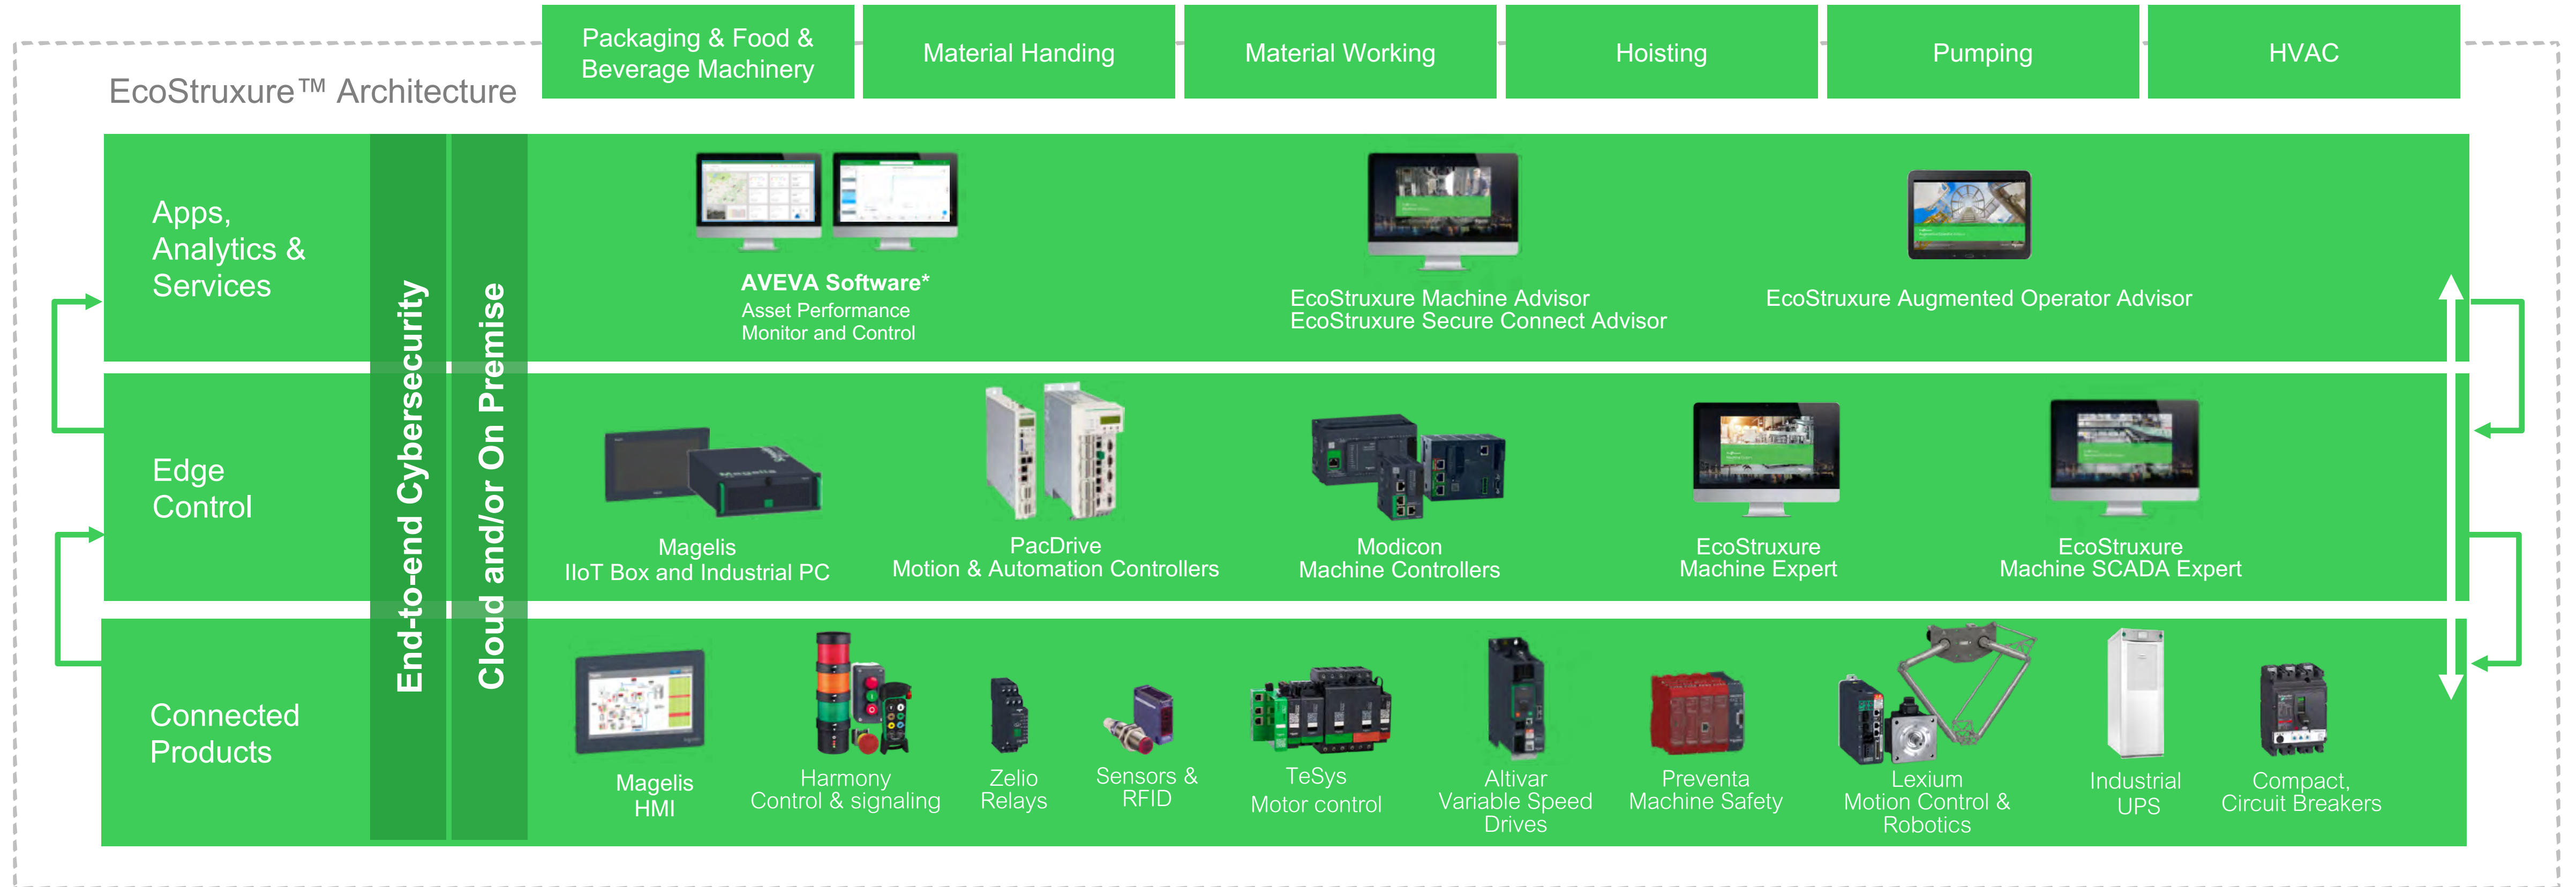 Packaging & Food &
Beverage Machinery
Material Handing
Material Working
Hoisting
Pumping
HVAC
EcoStruxure™ Architecture
Apps,
Analytics &
Services
End-to-end Cybersecurity
Cloud and/or On Premise
AVEVA Software*
Asset Performance
Monitor and Control
EcoStruxure Machine Advisor
EcoStruxure Secure Connect Advisor
EcoStruxure Augmented Operator Advisor
Edge
Control
Magelis
Magelis
IIoT Box and Industrial PC
PacDrive
Motion & Automation Controllers
Modicon
Machine Controllers
EcoStruxure
Machine Expert
EcoStruxure
Machine SCADA Expert
Connected
Products
Magelis
HMI
Harmony
Control & signaling
Zelio
Relays
Sensors &
RFID
TeSys
Motor control
Altivar
Variable Speed
Drives
Preventa
Machine Safety
Lexium
Motion Control &
Robotics
Industrial
UPS
Compact,
Circuit Breakers